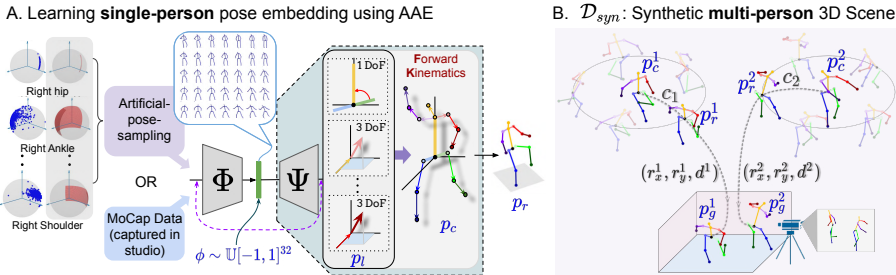 A. Learning single-person pose embedding using AAE
Right hip
Right Ankle
Right Shoulder
Artificial-
pose-
sampling
OR
MoCap Data
(captured in
studio)
Φ
Ψ
ϕ ∼ 𝕌[−1, 1]^{32}
1 DoF
3 DoF
3 DoF
p_l
Forward
Kinematics
p_c
p_r
B. 𝒟_{syn}: Synthetic multi-person 3D Scene
p_c^1
c_1
p_r^1
p_c^2
p_r^2
c_2
(r_x^1, r_y^1, d^1)
(r_x^2, r_y^2, d^2)
p_g^1
p_g^2